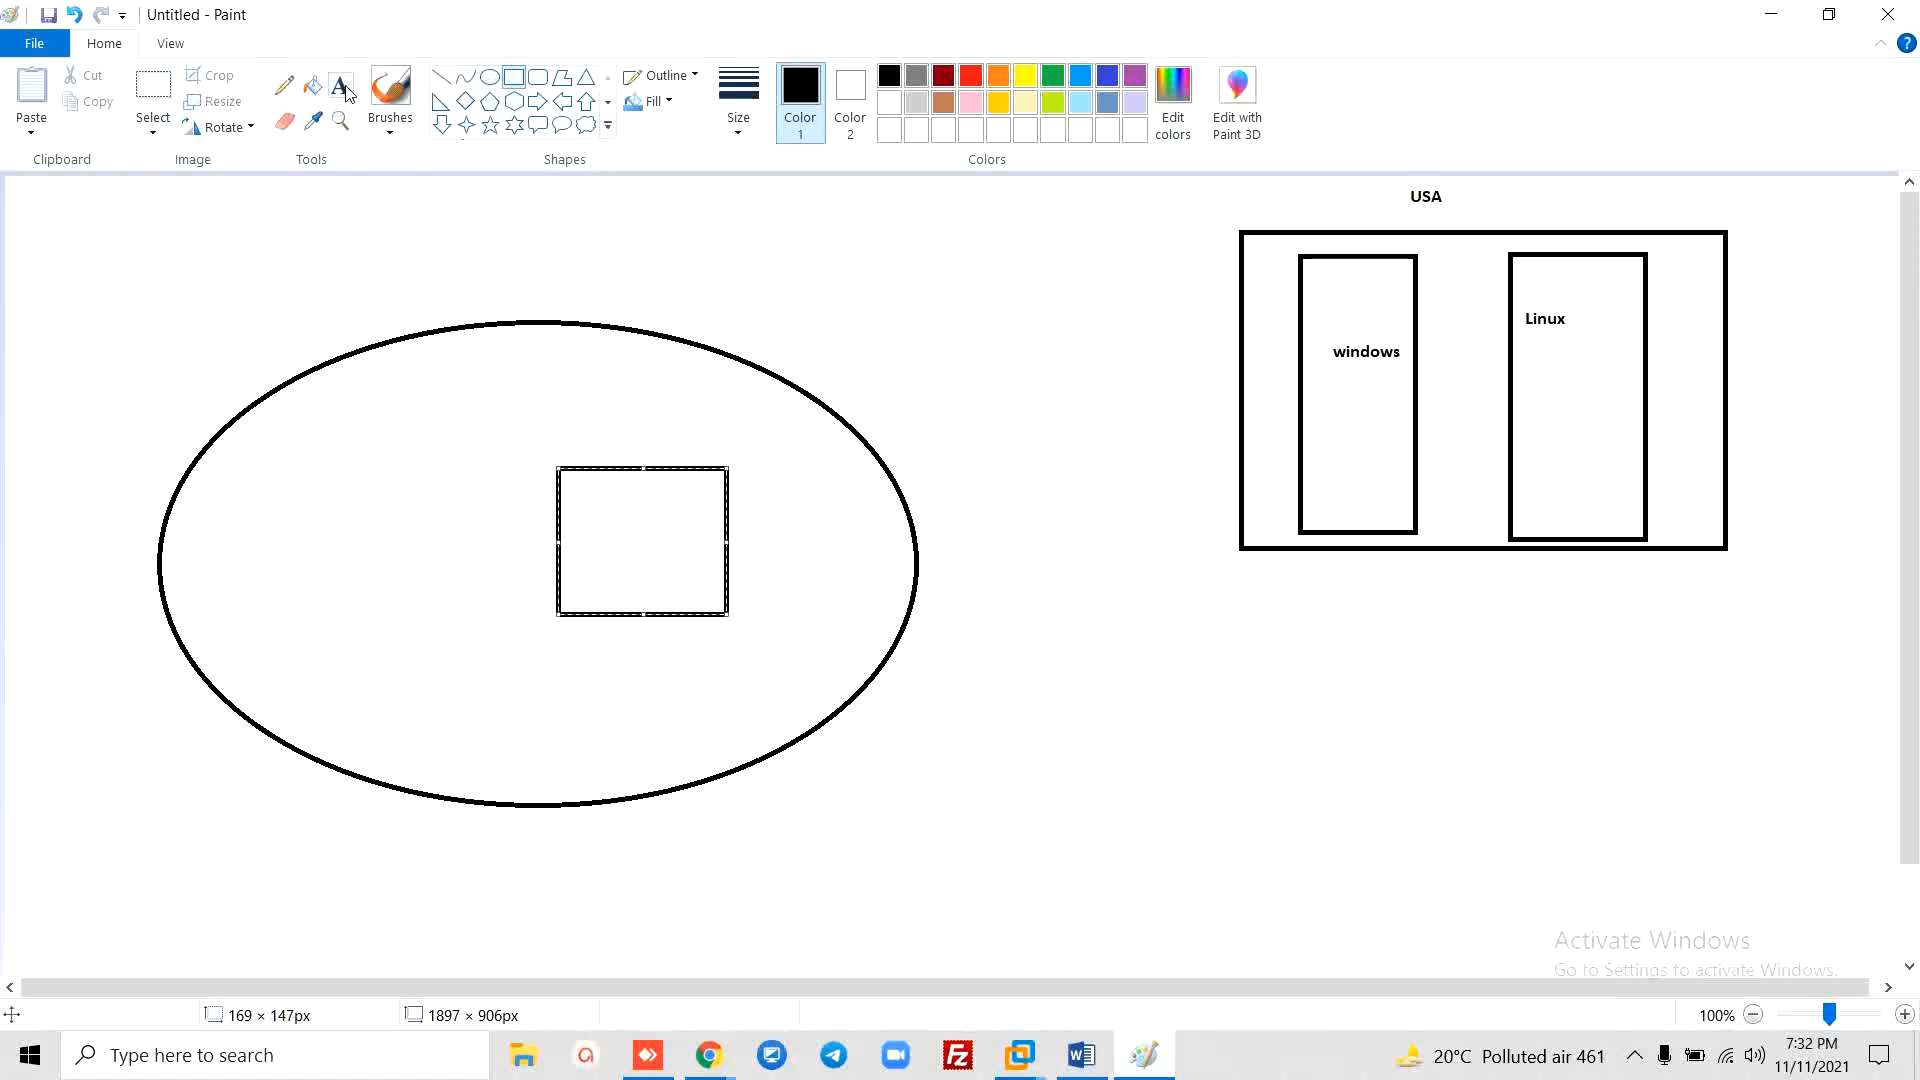 Untitled - Paint
File Home View
Paste
Cut
Copy
Clipboard
Select
Crop
Resize
Rotate
Image
A
Tools
Brushes
Outline
Fill
Shapes
Size
Color 1
Color 2
Edit colors
Edit with Paint 3D
Colors
?
USA
windows
Linux
Activate Windows
Go to Settings to activate Windows.
169 × 147px
1897 × 906px
100%
Type here to search
a
Fz
W
20°C Polluted air 461
7:32 PM
11/11/2021